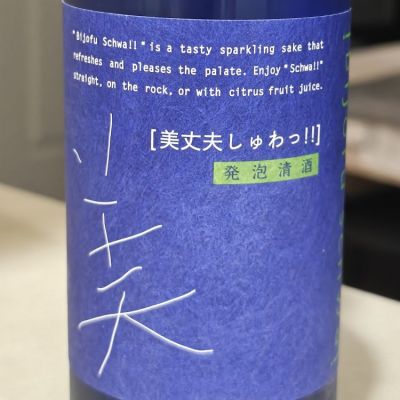 "Bijofu Schwa!!" is a tasty sparkling sake that
refreshes and pleases the palate. Enjoy "Schwa!!"
straight, on the rock, or with citrus fruit juice.
[美丈夫しゅわっ!!]
発泡清酒